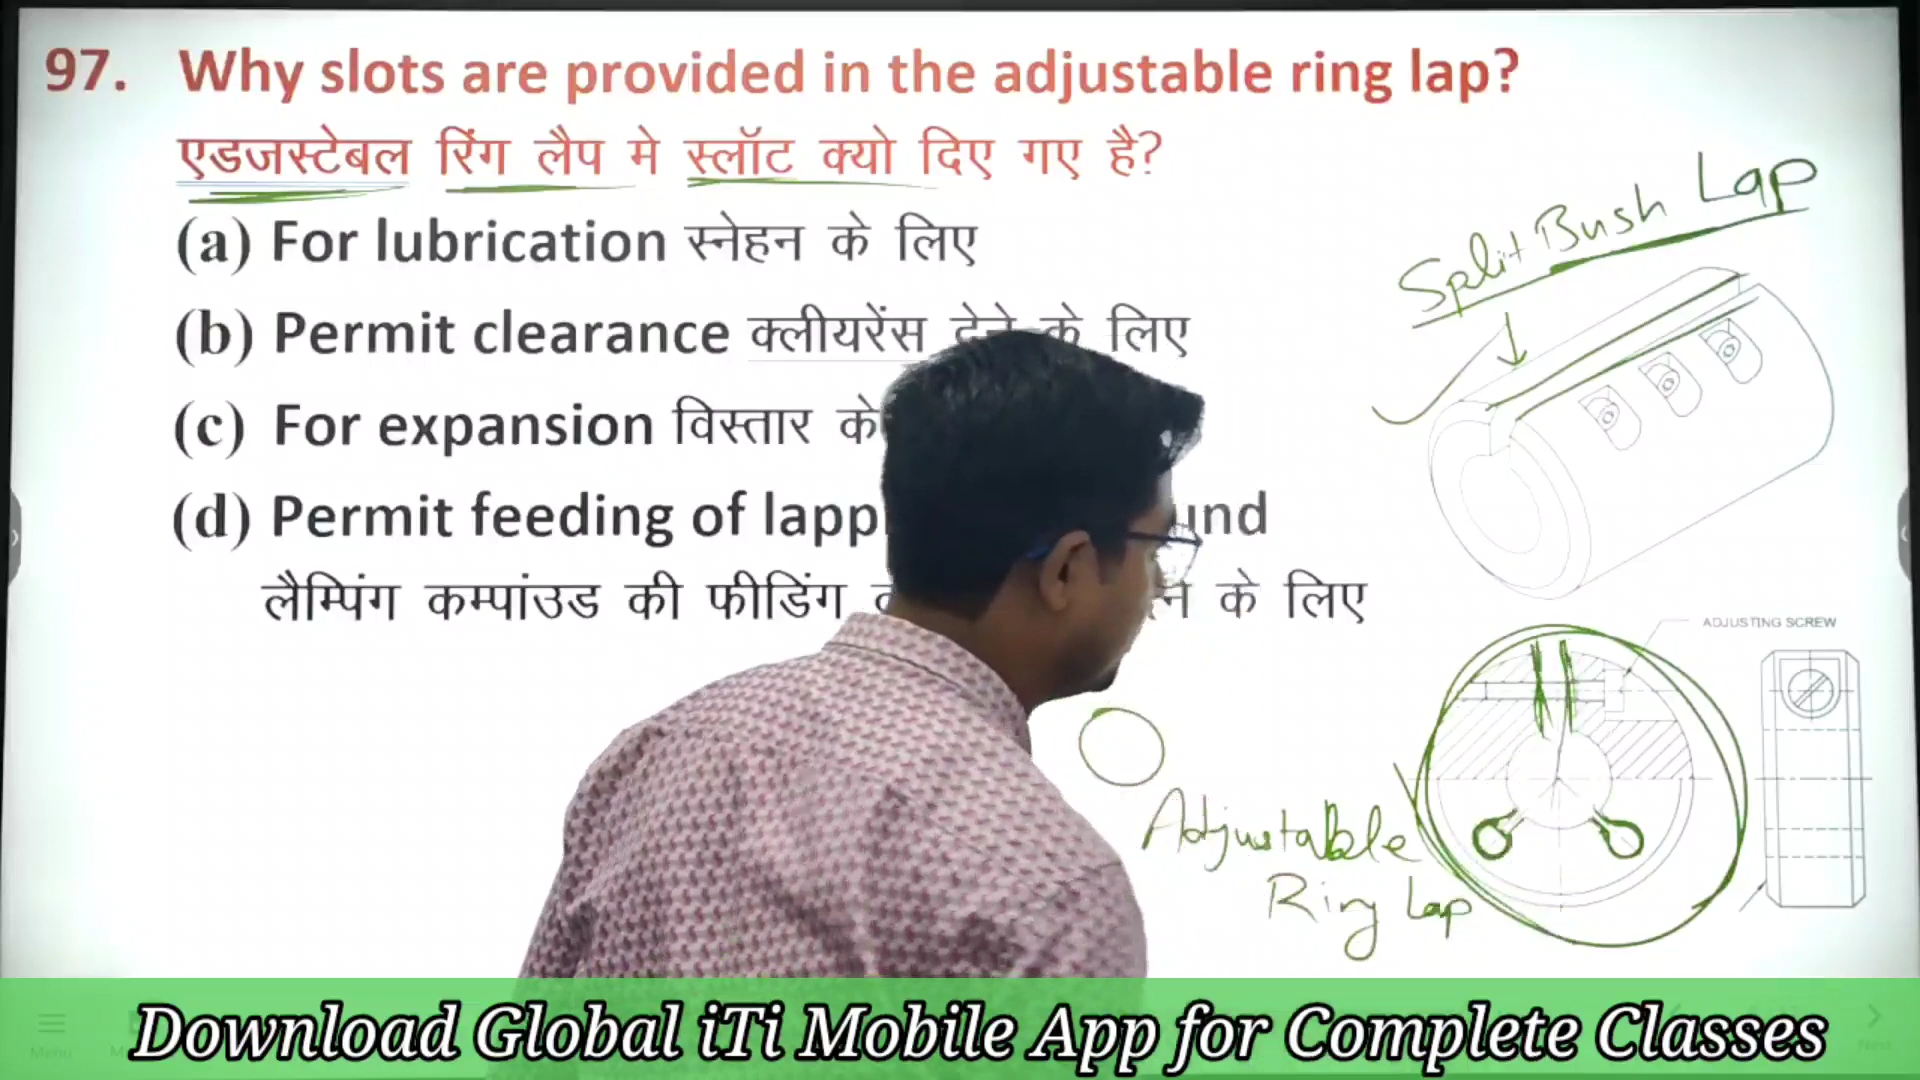 97. Why slots are provided in the adjustable ring lap?
एडजस्टेबल रिंग लैप मे स्लॉट क्यो दिए गए है?
(a) For lubrication स्नेहन के लिए
(b) Permit clearance क्लीयरेंस देने के लिए
(c) For expansion विस्तार के
(d) Permit feeding of
लैम्पिंग कम्पांउड की फीडिंग के लिए
Split Bush Lap
ADJUSTING SCREW
Adjustable
Ring Lap
Download Global iTi Mobile App for Complete Classes
Menu